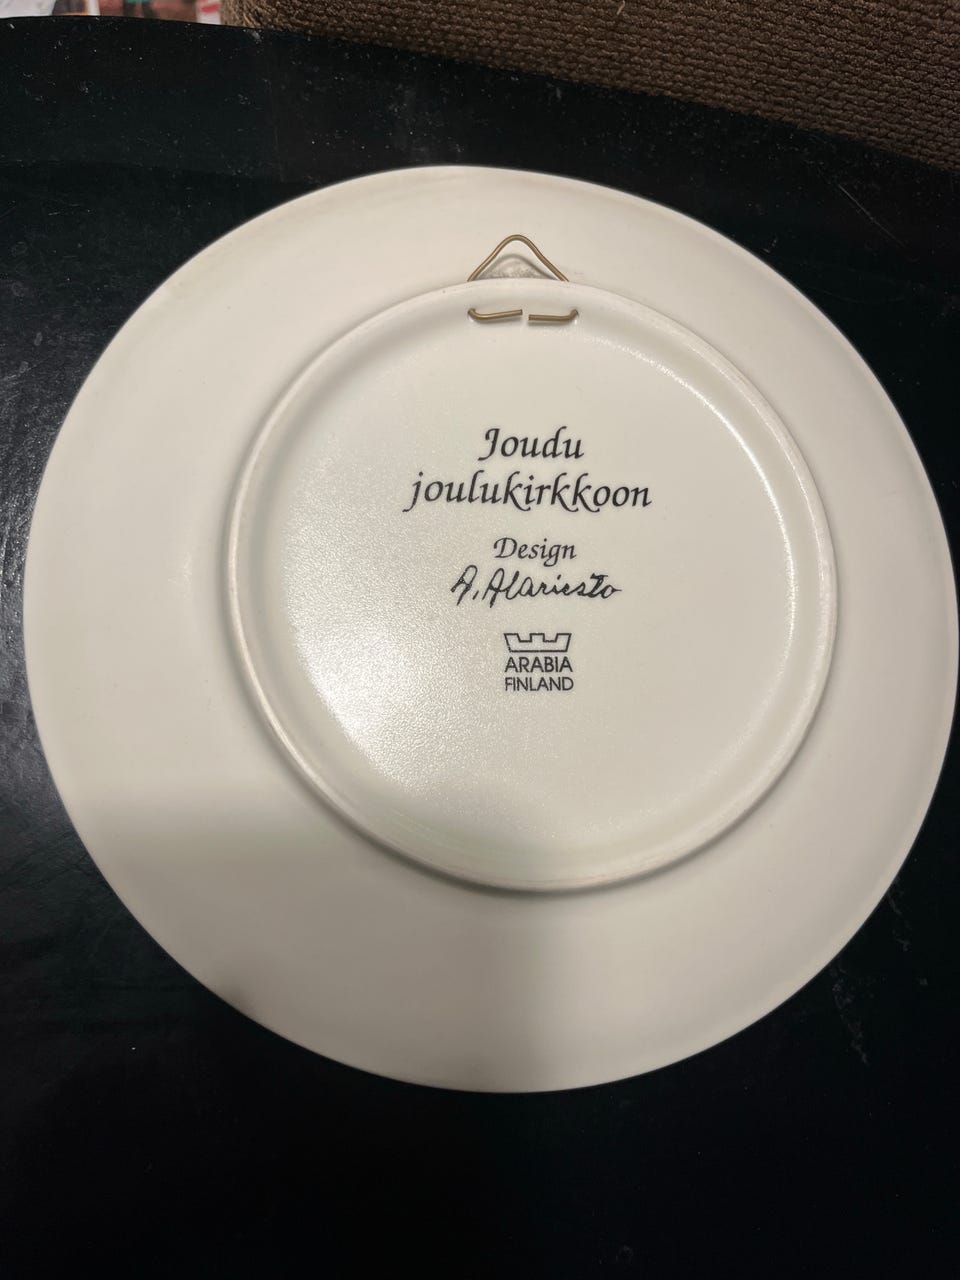 Joudu
joulukirkkoon
Design
A. Alariesto
ARABIA
FINLAND